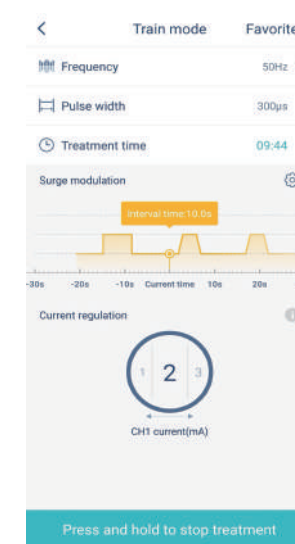 Train mode Favorite
Frequency 50Hz
Pulse width 300μs
Treatment time 09:44
Surge modulation
Interval time:10.0s
-30s -20s -10s Current time 10s 20s
Current regulation
1 2 3
CH1 current(mA)
Press and hold to stop treatment